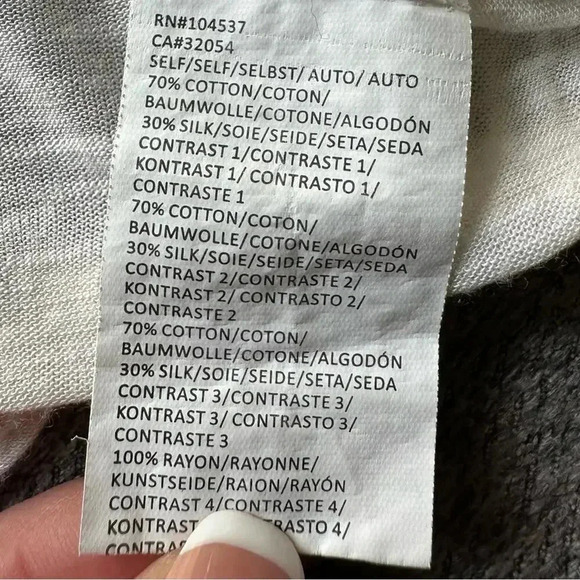 RN#104537
CA#32054
SELF/SELF/SELBST/ AUTO/ AUTO
70% COTTON/COTON/
BAUMWOLLE/COTONE/ALGODÓN
30% SILK/SOIE/SEIDE/SETA/SEDA
CONTRAST 1/CONTRASTE 1/
KONTRAST 1/ CONTRASTO 1/
CONTRASTE 1
70% COTTON/COTON/
BAUMWOLLE/COTONE/ALGODÓN
30% SILK/SOIE/SEIDE/SETA/SEDA
CONTRAST 2/CONTRASTE 2/
KONTRAST 2/ CONTRASTO 2/
CONTRASTE 2
70% COTTON/COTON/
BAUMWOLLE/COTONE/ALGODÓN
30% SILK/SOIE/SEIDE/SETA/SEDA
CONTRAST 3/CONTRASTE 3/
KONTRAST 3/ CONTRASTO 3/
CONTRASTE 3
100% RAYON/RAYONNE/
KUNSTSEIDE/RAION/RAYÓN
CONTRAST 4/CONTRASTE 4/
KONTRAST TRASTO 4/
CONTRA